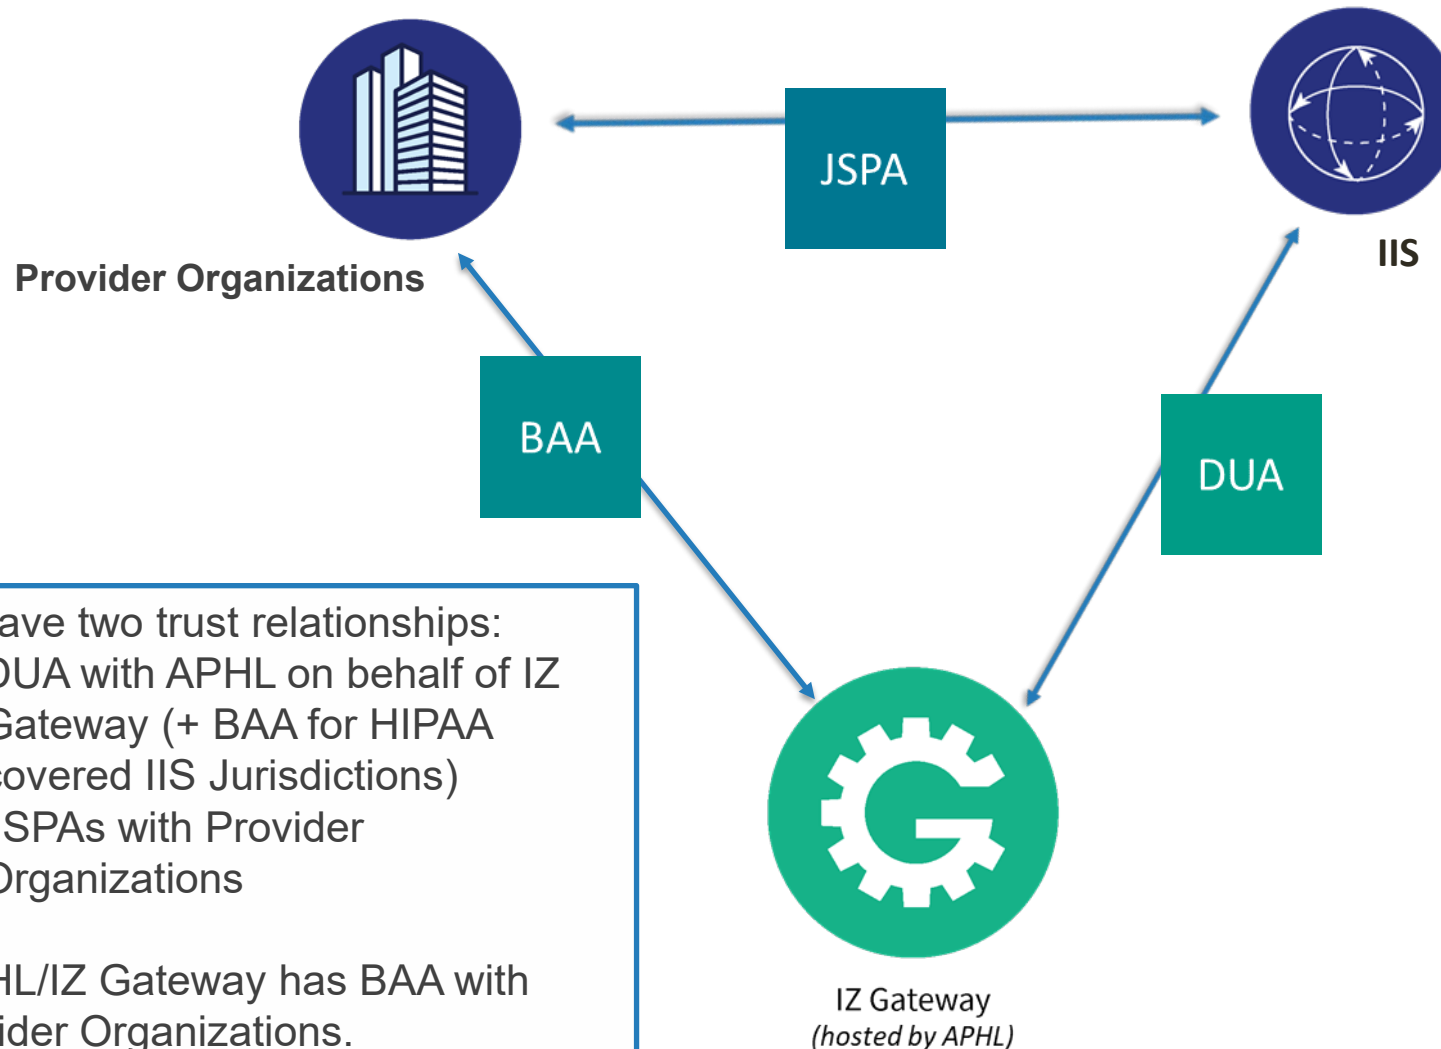 JSPA
IIS
Provider Organizations
BAA
DUA
ave two trust relationships:
DUA with APHL on behalf of IZ
Gateway (+ BAA for HIPAA
covered IIS Jurisdictions)
SPAs with Provider
Organizations
HL/IZ Gateway has BAA with
ider Organizations.
IZ Gateway
(hosted by APHL)